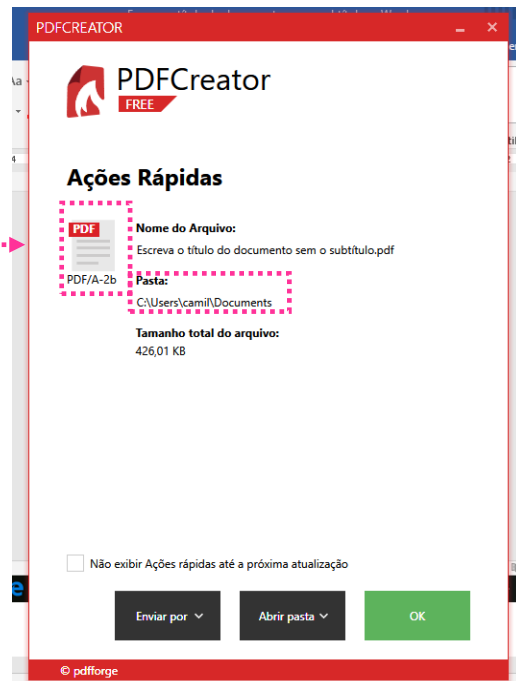 PDFCREATOR
PDFCreator
FREE
Ações Rápidas
PDF
PDF/A-2b
Nome do Arquivo:
Escreva o título do documento sem o subtítulo.pdf
Pasta:
C:\Users\camil\Documents
Tamanho total do arquivo:
426,01 KB
Não exibir Ações rápidas até a próxima atualização
Enviar por
Abrir pasta
OK
© pdfforge